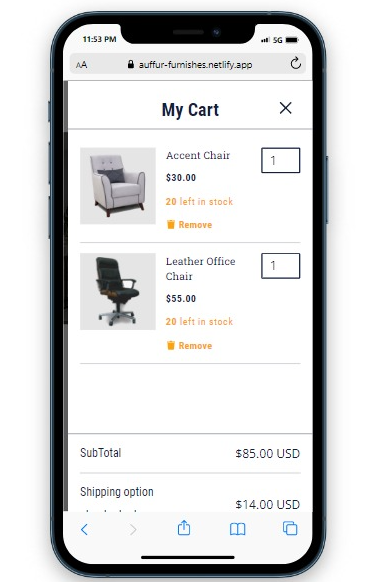 11:53 PM
5G
AA
auffur-furnishes.netlify.app
My Cart
Accent Chair
1
$30.00
20 left in stock
Remove
Leather Office
Chair
1
$55.00
20 left in stock
Remove
SubTotal
$85.00 USD
Shipping option
$14.00 USD